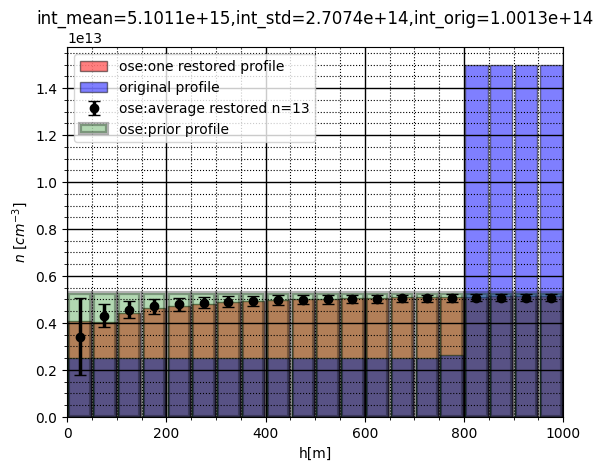 int_mean=5.1011e+15,int_std=2.7074e+14,int_orig=1.0013e+14
1e13
ose:one restored profile
original profile
ose:average restored n=13
ose:prior profile
1.4
1.2
1.0
0.8
0.6
0.4
0.2
0.0
n [cm⁻³]
0 200 400 600 800 1000
h[m]